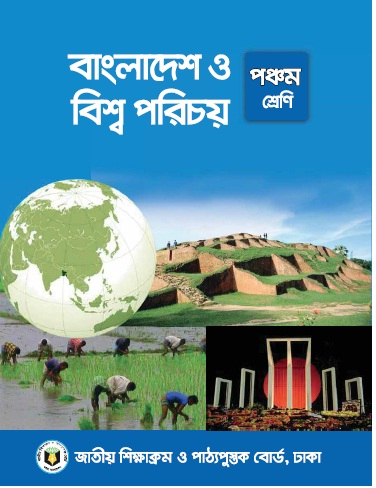 বাংলাদেশ ও
বিশ্ব পরিচয়
পঞ্চম
শ্রেণি
জাতীয় শিক্ষাক্রম ও পাঠ্যপুস্তক বোর্ড, ঢাকা